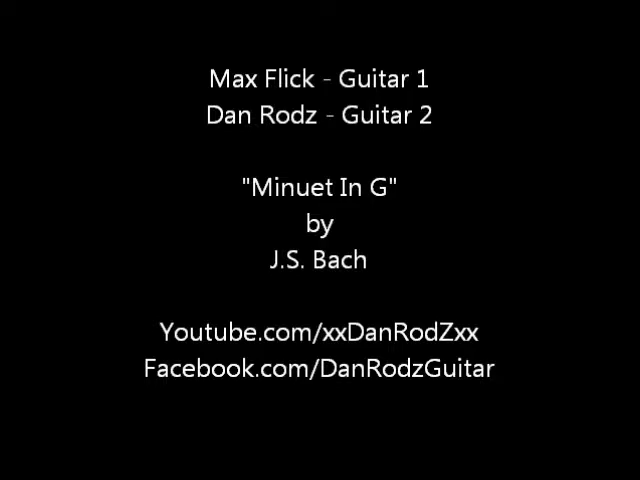 Max Flick - Guitar 1
Dan Rodz - Guitar 2
"Minuet In G"
by
J.S. Bach
Youtube.com/xxDanRodZxx
Facebook.com/DanRodzGuitar